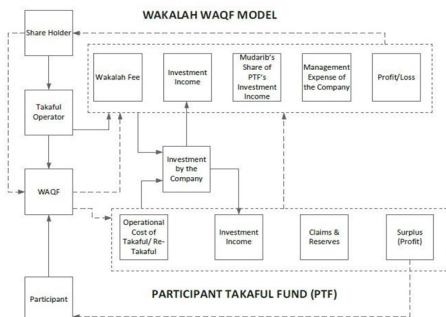 WAKALAH WAQF MODEL
Share Holder
Wakalah Fee
Investment
Income
Mudarib's
Share of
PTF's
Investment
Income
Management
Expense of
the Company
Profit/Loss
Takaful
Operator
Investment
by the
Company
WAQF
Operational
Cost of
Takaful/ Re-
Takaful
Investment
Income
Claims &
Reserves
Surplus
(Profit)
Participant
PARTICIPANT TAKAFUL FUND (PTF)